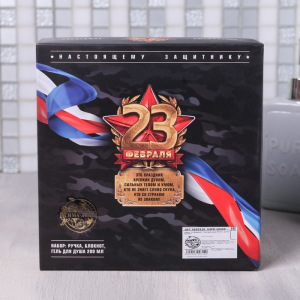 НАСТОЯЩЕМУ ЗАЩИТНИКУ
23
ФЕВРАЛЯ
ЭТО ПРАЗДНИК
КРЕПКИХ ДУХОМ,
СИЛЬНЫХ ТЕЛОМ И УМОМ,
КТО НЕ ЗНАЕТ СЛОВО СКУКА,
КТО СО СТРАХОМ
НЕ ЗНАКОМ!
НАБОР: РУЧКА, БЛОКНОТ,
ГЕЛЬ ДЛЯ ДУША 200 МЛ